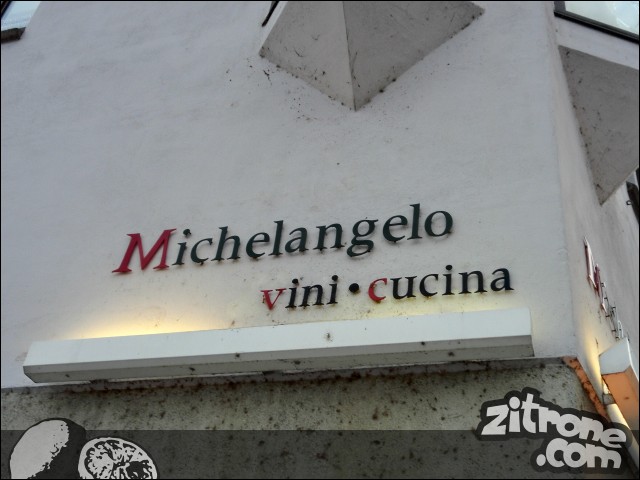 Michelangelo
vini • cucina
M
zitrone
.com